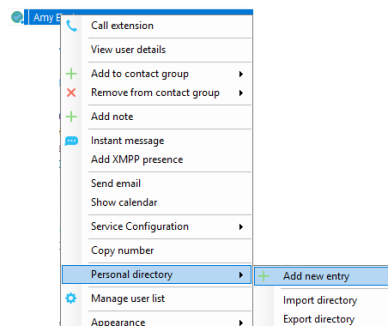 Amy
Call extension
View user details
Add to contact group
Remove from contact group
Add note
Instant message
Add XMPP presence
Send email
Show calendar
Service Configuration
Copy number
Personal directory
Add new entry
Manage user list
Import directory
Appearance
Export directory